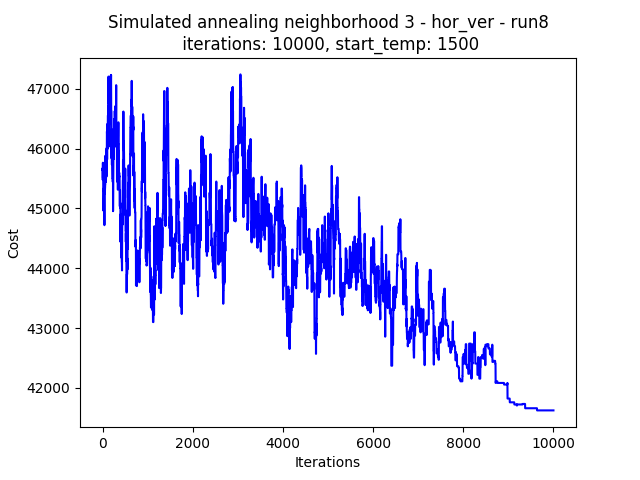 Simulated annealing neighborhood 3 - hor_ver - run8
iterations: 10000, start_temp: 1500
47000
46000
45000
44000
43000
42000
Cost
0 2000 4000 6000 8000 10000
Iterations